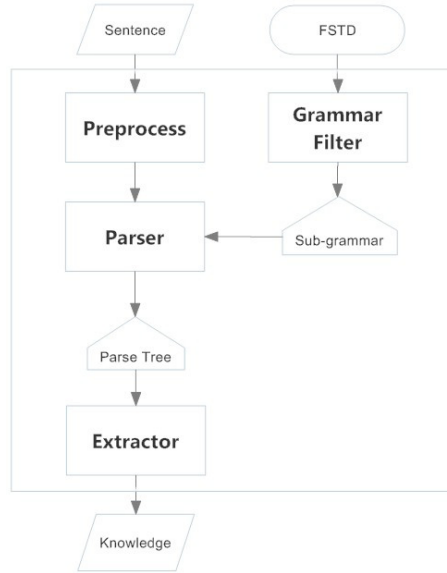 Sentence
FSTD
Preprocess
Grammar
Filter
Parser
Sub-grammar
Parse Tree
Extractor
Knowledge